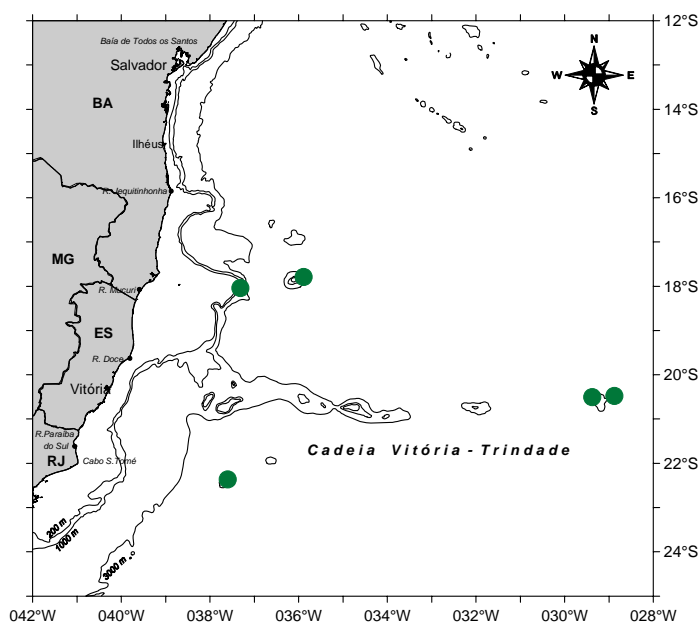 12°S
Baía de Todos os Santos
N
Salvador
W
E
S
BA
14°S
Ilhéus
R. Jequitinhonha
16°S
MG
R. Mucuri
18°S
ES
R. Doce
20°S
Vitória
R.Paraíba
do Sul
Cadeia Vitória - Trindade
RJ
Cabo S.Tomé
22°S
200 m
1000 m
3000 m
24°S
042°W
040°W
038°W
036°W
034°W
032°W
030°W
28°W